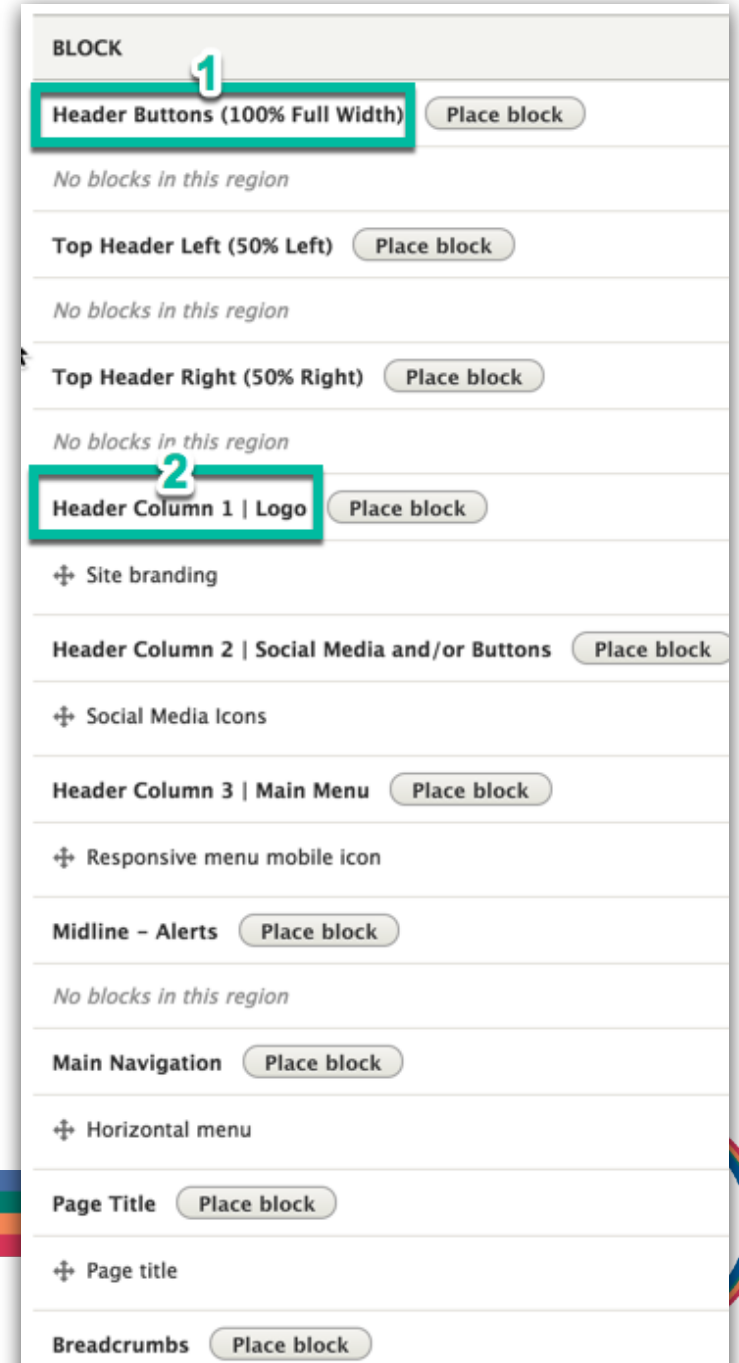 BLOCK
1
Header Buttons (100% Full Width) Place block
No blocks in this region
Top Header Left (50% Left) Place block
No blocks in this region
Top Header Right (50% Right) Place block
No blocks in this region
2
Header Column 1 | Logo Place block
Site branding
Header Column 2 | Social Media and/or Buttons Place block
Social Media Icons
Header Column 3 | Main Menu Place block
Responsive menu mobile icon
Midline – Alerts Place block
No blocks in this region
Main Navigation Place block
Horizontal menu
Page Title Place block
Page title
Breadcrumbs Place block